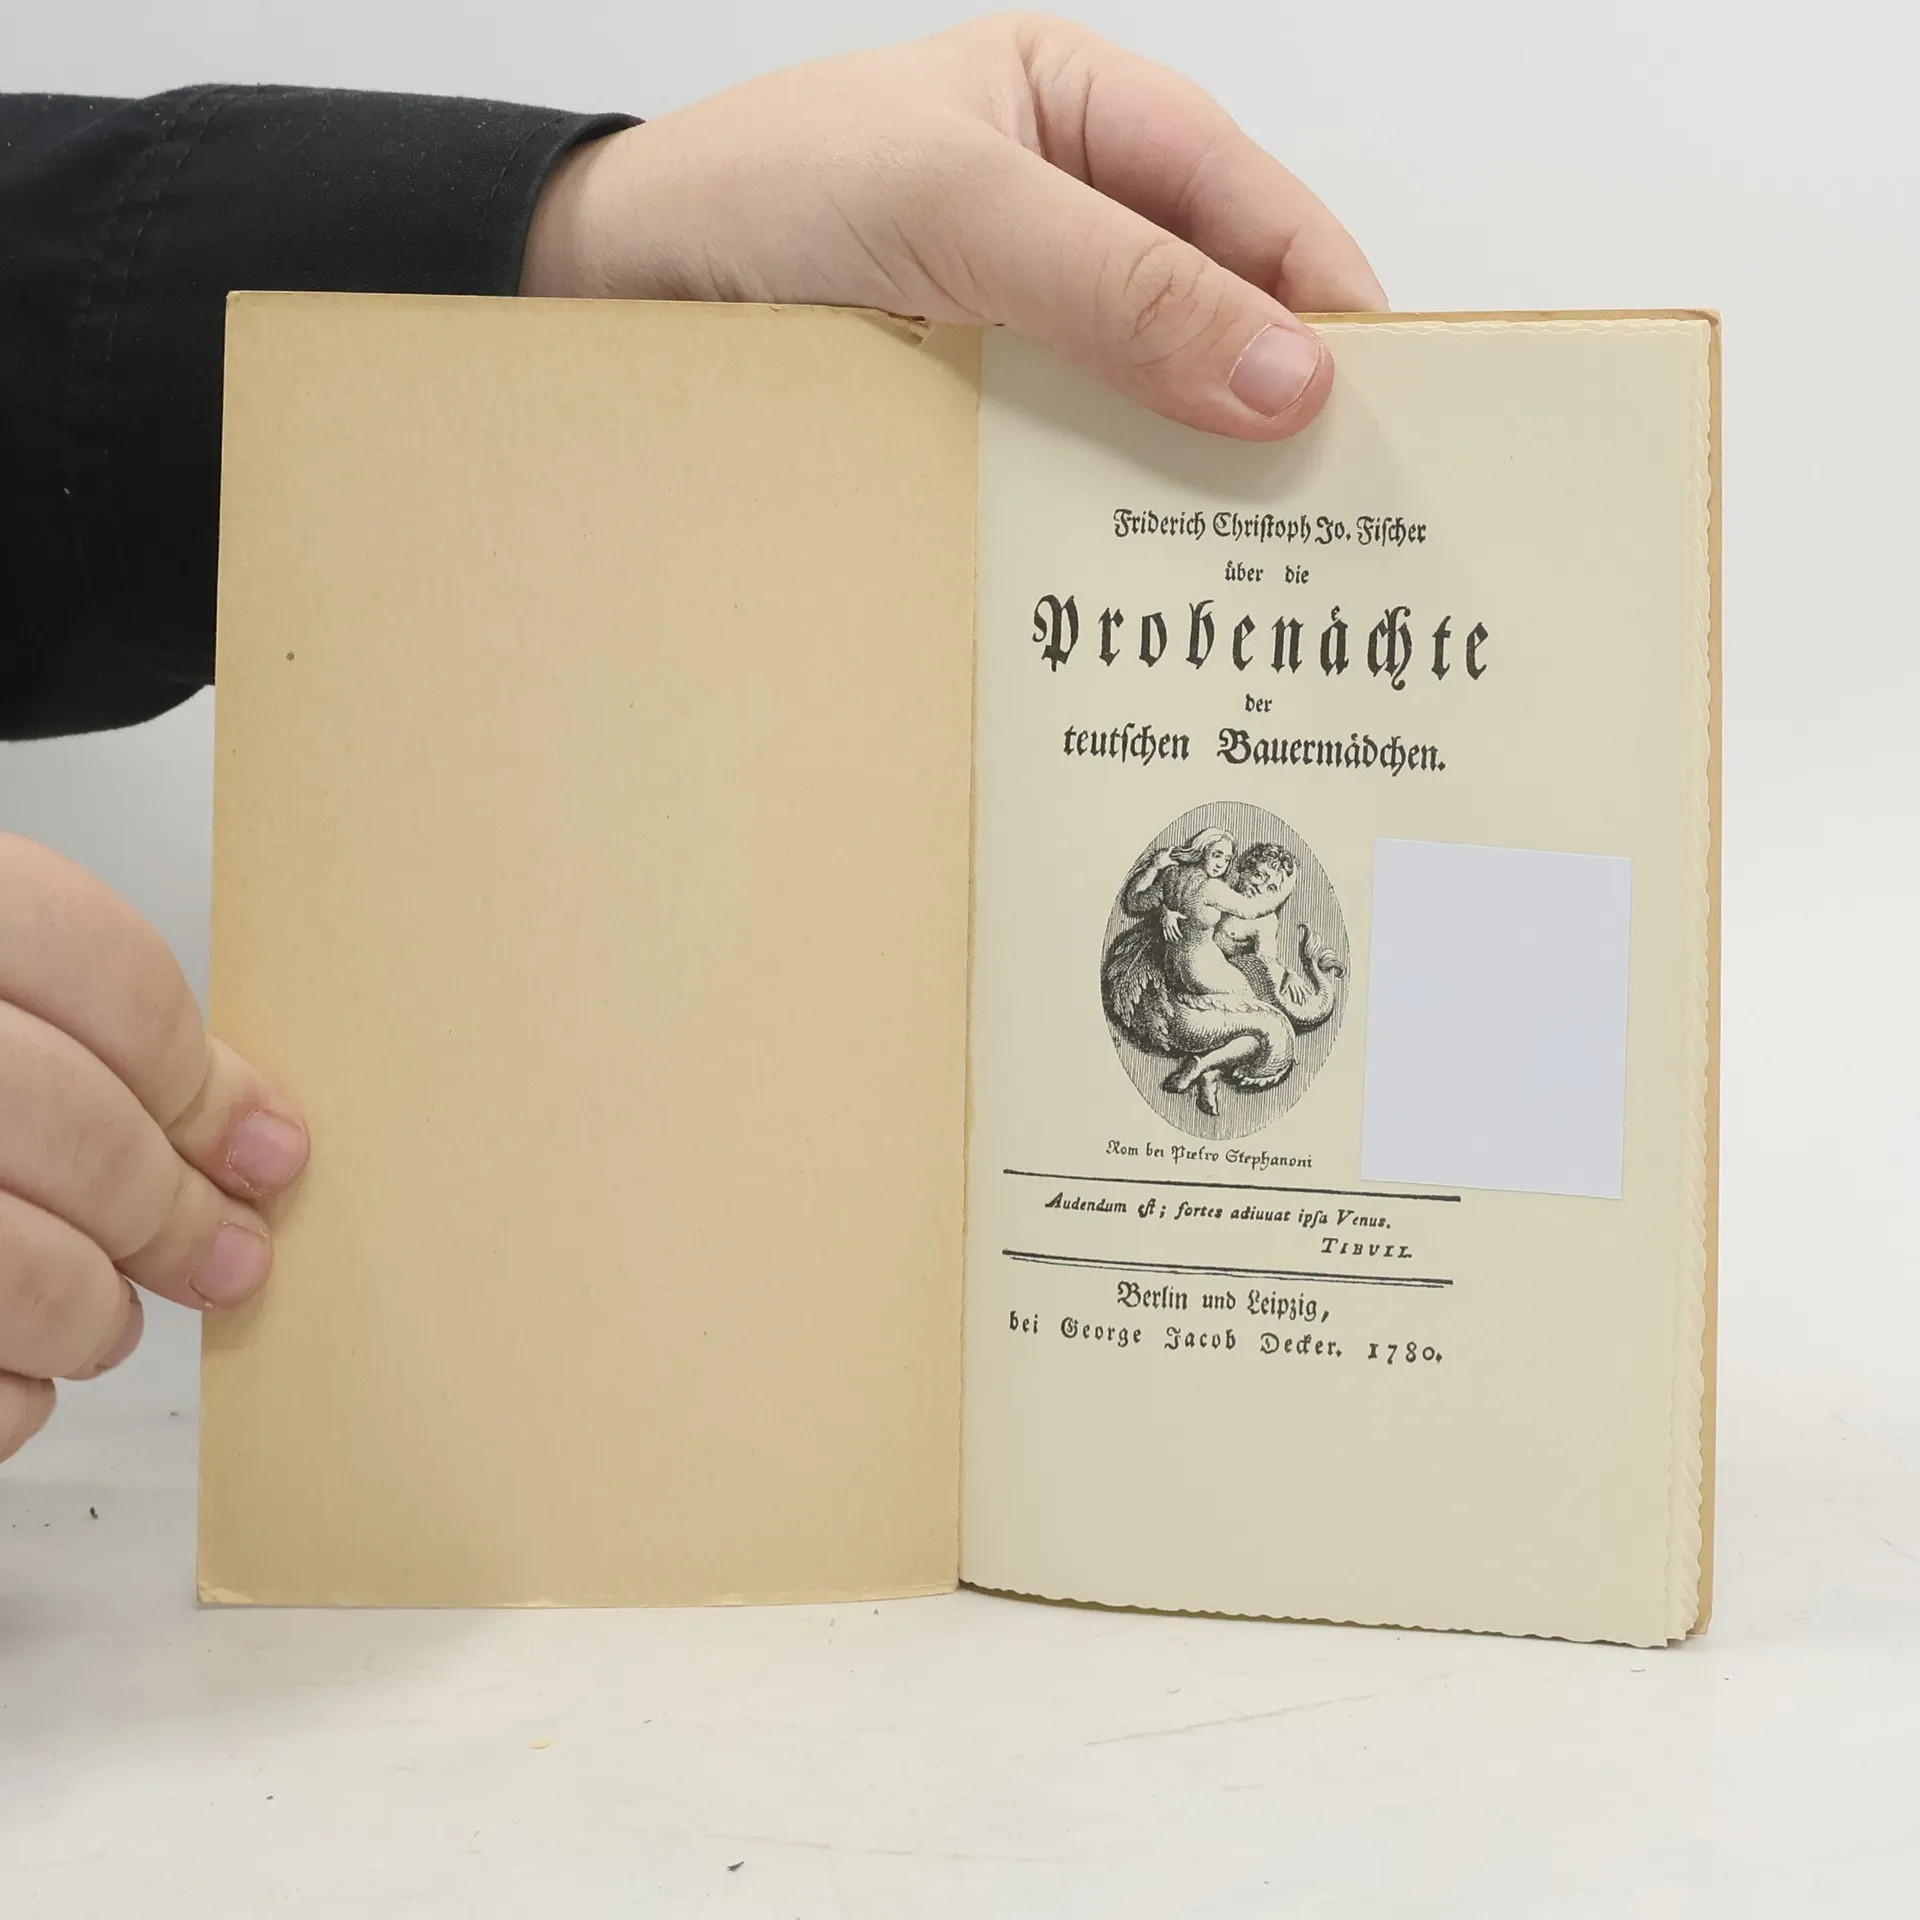 Friderich Chriſtoph Jo. Fiſcher
über die
Probenächte
der
teutſchen Bauermädchen.
Rom bei Pietro Stephanoni
Audendum eſt; fortes adiuuat ipſa Venus.
TIBVLL.
Berlin und Leipzig,
bei George Jacob Decker. 1780.